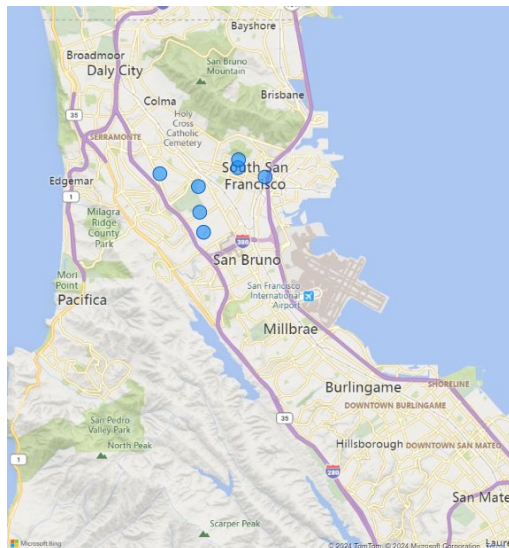 Bayshore
Broadmoor
Daly City
San Bruno
Mountain
Brisbane
Colma
35
Holy
Cross
Catholic
Cemetery
SERRAMONTE
South San
Francisco
Edgemar
1
Milagra
Ridge
County
Park
380
San Bruno
Mori
Point
Pacifica
San Francisco
International
Airport
Millbrae
Burlingame
SHORELINE
DOWNTOWN BURLINGAME
35
San Pedro
Valley Park
North Peak
Hillsborough
DOWNTOWN SAN MATEO
1
280
San Mate
Scarper Peak
Microsoft Bing
© 2024 TomTom, © 2024 Microsoft Corporation
Laure